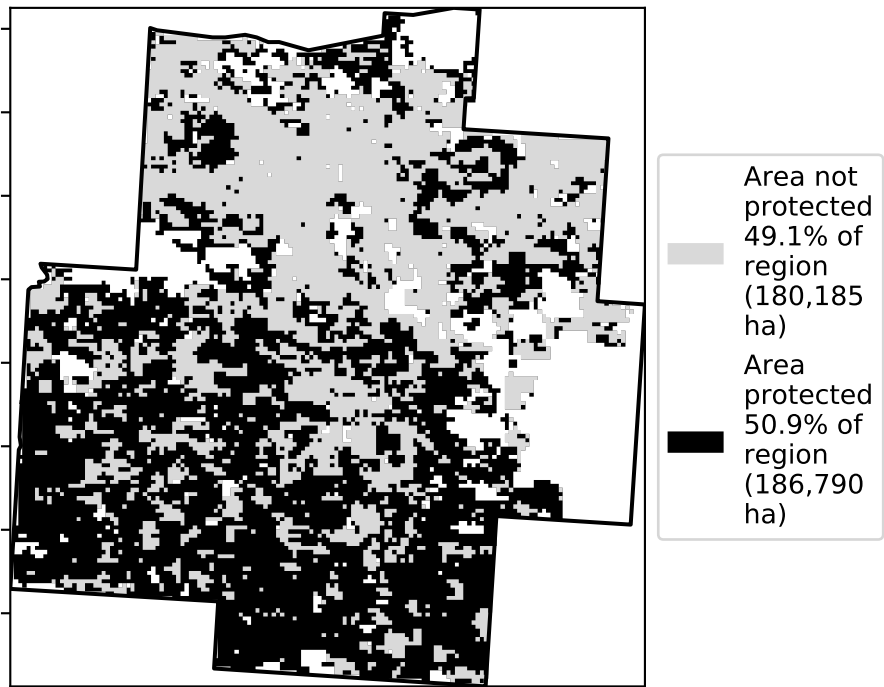 Area not
protected
49.1% of
region
(180,185
ha)
Area
protected
50.9% of
region
(186,790
ha)